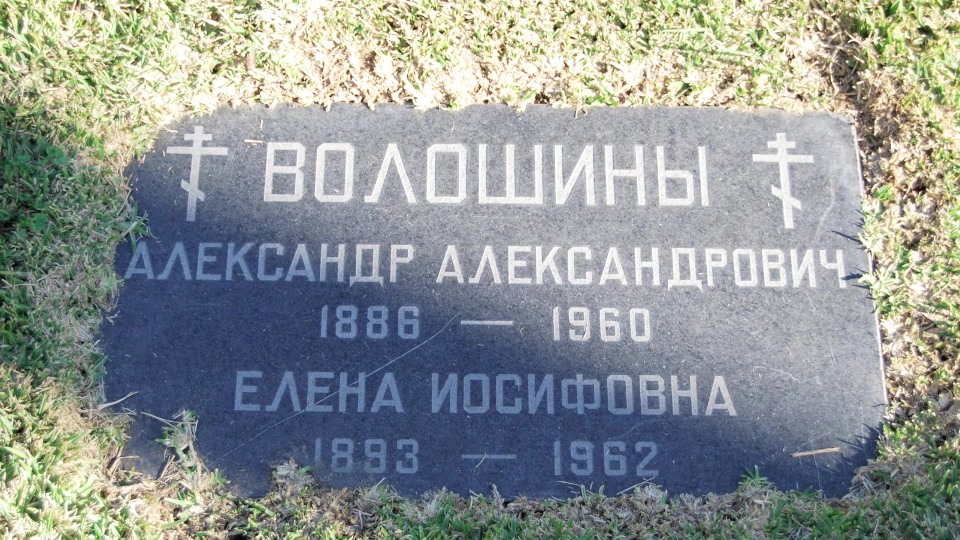 ВОЛОШИНЫ
АЛЕКСАНДР АЛЕКСАНДРОВИЧ
1886 — 1960
ЕЛЕНА ИОСИФОВНА
1893 — 1962